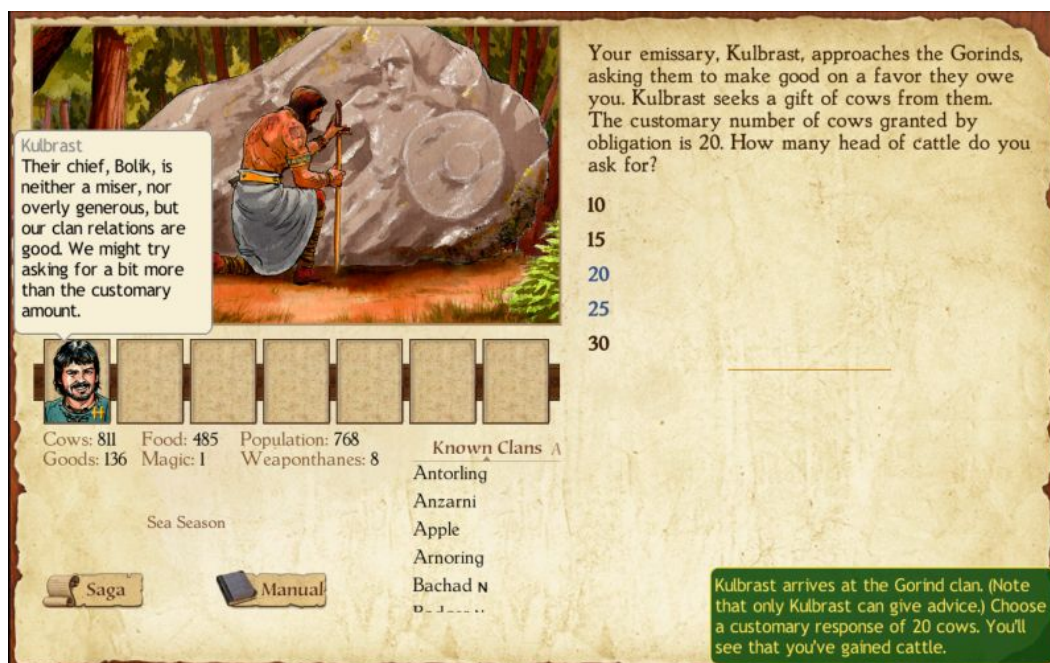 Your emissary, Kulbrast, approaches the Gorinds,
asking them to make good on a favor they owe
you. Kulbrast seeks a gift of cows from them.
The customary number of cows granted by
obligation is 20. How many head of cattle do you
ask for?
10
15
20
25
30
Kulbrast
Their chief, Bolik, is
neither a miser, nor
overly generous, but
our clan relations are
good. We might try
asking for a bit more
than the customary
amount.
Cows: 811 Food: 485 Population: 768
Goods: 136 Magic: 1 Weaponthanes: 8
Sea Season
Saga
Manual
Known Clans A
Antorling
Anzarni
Apple
Arnoring
Bachad N
Kulbrast arrives at the Gorind clan. (Note
that only Kulbrast can give advice.) Choose
a customary response of 20 cows. You'll
see that you've gained cattle.